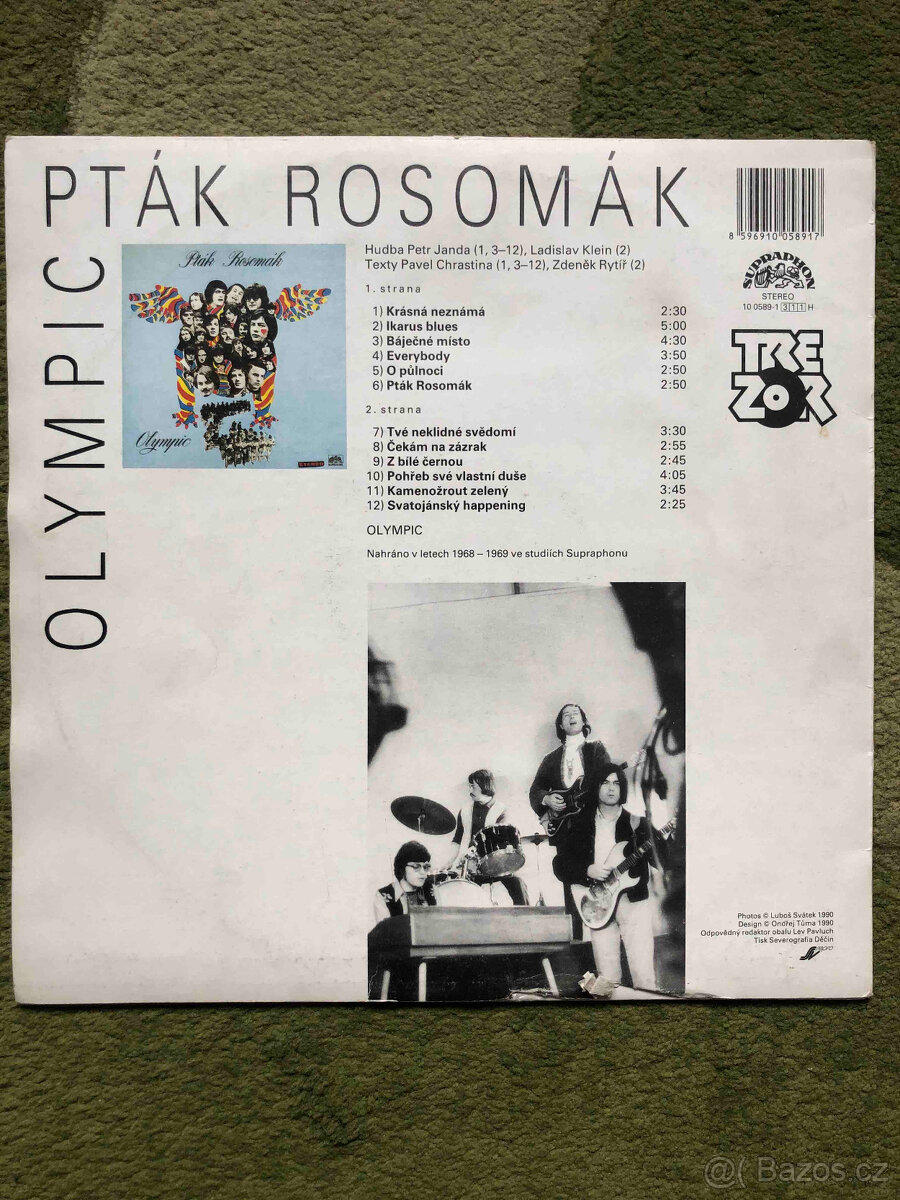 PTÁK ROSOMÁK
OLYMPIC
8 596910 058917
Pták Rosomák
Olympic
STEREO
Hudba Petr Janda (1, 3–12), Ladislav Klein (2)
Texty Pavel Chrastina (1, 3–12), Zdeněk Rytíř (2)
SUPRAPHON
STEREO
10 0589-1 311 H
TREZOR
1. strana
1) Krásná neznámá 2:30
2) Ikarus blues 5:00
3) Báječné místo 4:30
4) Everybody 3:50
5) O půlnoci 2:50
6) Pták Rosomák 2:50
2. strana
7) Tvé neklidné svědomí 3:30
8) Čekám na zázrak 2:55
9) Z bílé černou 2:45
10) Pohřeb své vlastní duše 4:05
11) Kamenožrout zelený 3:45
12) Svatojánský happening 2:25
OLYMPIC
Nahráno v letech 1968 – 1969 ve studiích Supraphonu
Photos © Luboš Svátek 1990
Design © Ondřej Tůma 1990
Odpovědný redaktor obalu Lev Pavluch
Tisk Severografia Děčín
@( Bazos.cz